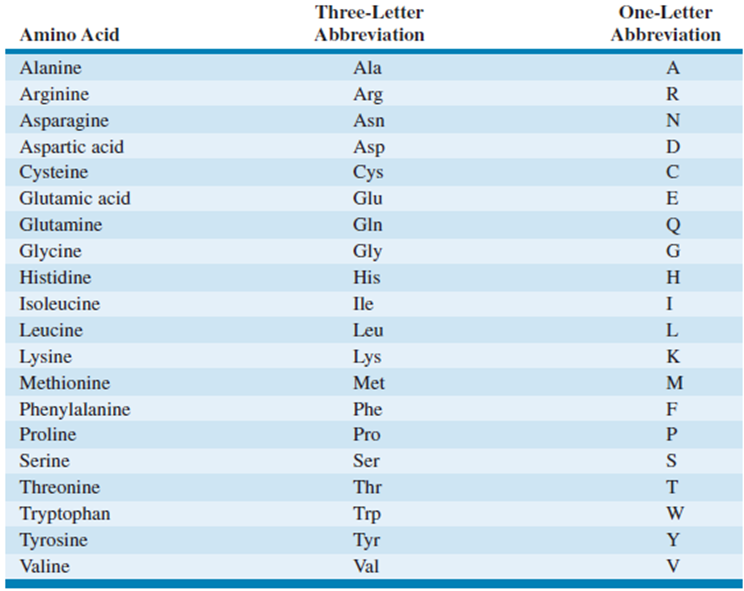 Three-Letter One-Letter
Amino Acid Abbreviation Abbreviation
Alanine Ala A
Arginine Arg R
Asparagine Asn N
Aspartic acid Asp D
Cysteine Cys C
Glutamic acid Glu E
Glutamine Gln Q
Glycine Gly G
Histidine His H
Isoleucine Ile I
Leucine Leu L
Lysine Lys K
Methionine Met M
Phenylalanine Phe F
Proline Pro P
Serine Ser S
Threonine Thr T
Tryptophan Trp W
Tyrosine Tyr Y
Valine Val V